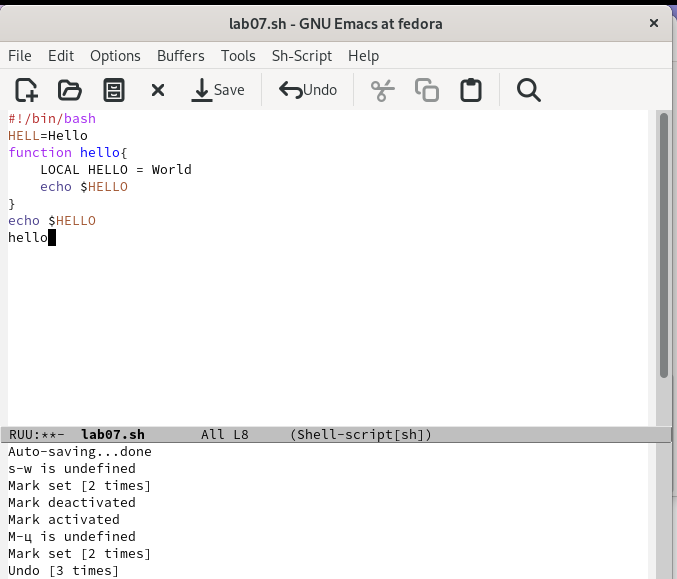 lab07.sh - GNU Emacs at fedora
File Edit Options Buffers Tools Sh-Script Help
Save Undo
#!/bin/bash
HELL=Hello
function hello{
    LOCAL HELLO = World
    echo $HELLO
}
echo $HELLO
hello
RUU:**-  lab07.sh       All L8     (Shell-script[sh])
Auto-saving...done
s-w is undefined
Mark set [2 times]
Mark deactivated
Mark activated
M-ц is undefined
Mark set [2 times]
Undo [3 times]